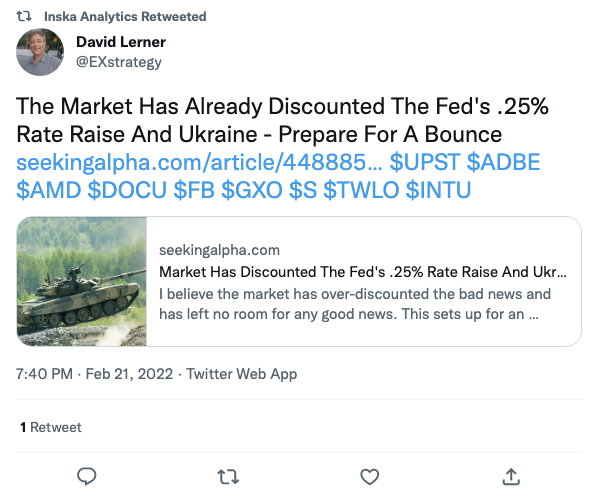 Inska Analytics Retweeted
David Lerner
@EXstrategy
The Market Has Already Discounted The Fed's .25%
Rate Raise And Ukraine - Prepare For A Bounce
seekingalpha.com/article/448885... $UPST $ADBE
$AMD $DOCU $FB $GXO $S $TWLO $INTU
seekingalpha.com
Market Has Discounted The Fed's .25% Rate Raise And Ukr...
I believe the market has over-discounted the bad news and
has left no room for any good news. This sets up for an ...
7:40 PM · Feb 21, 2022 · Twitter Web App
1 Retweet